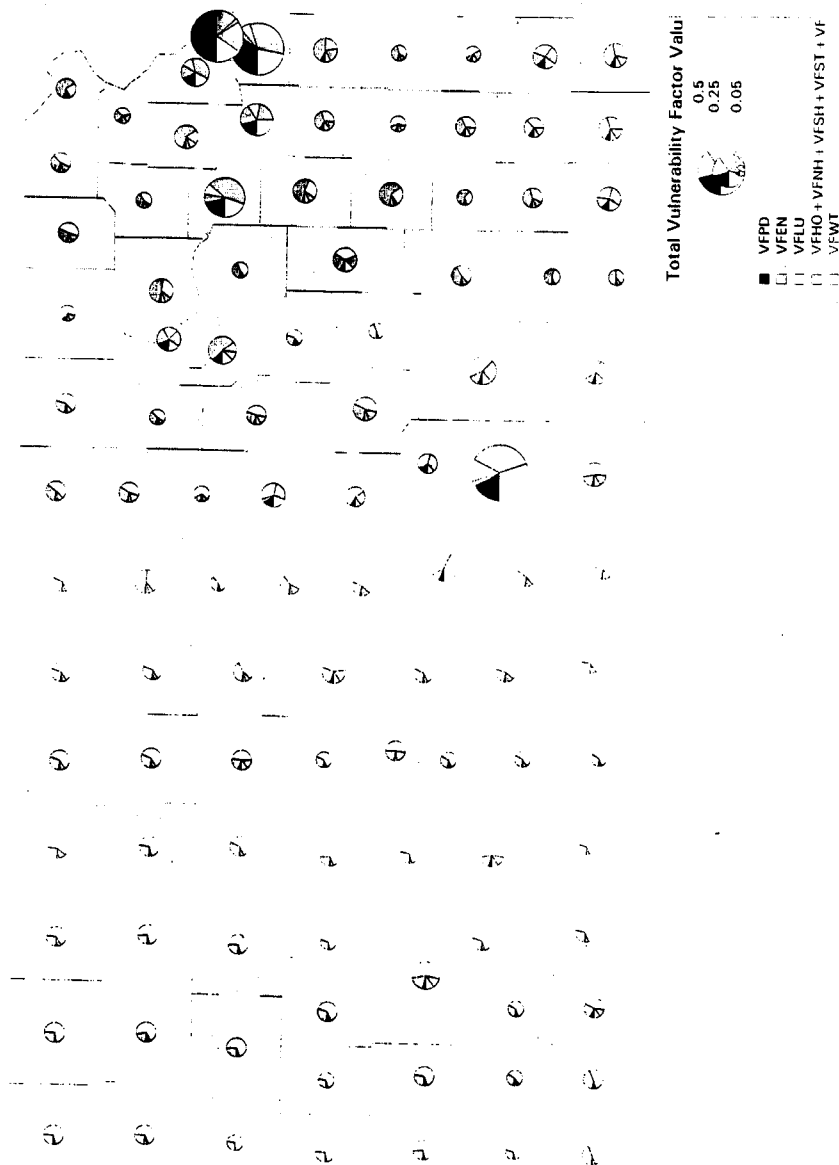 Total Vulnerability Factor Valu
0.5
0.25
0.05
VFPD
VFEN
VFLU
VFHO + VFNH + VFSH + VFST + VF
VFWT